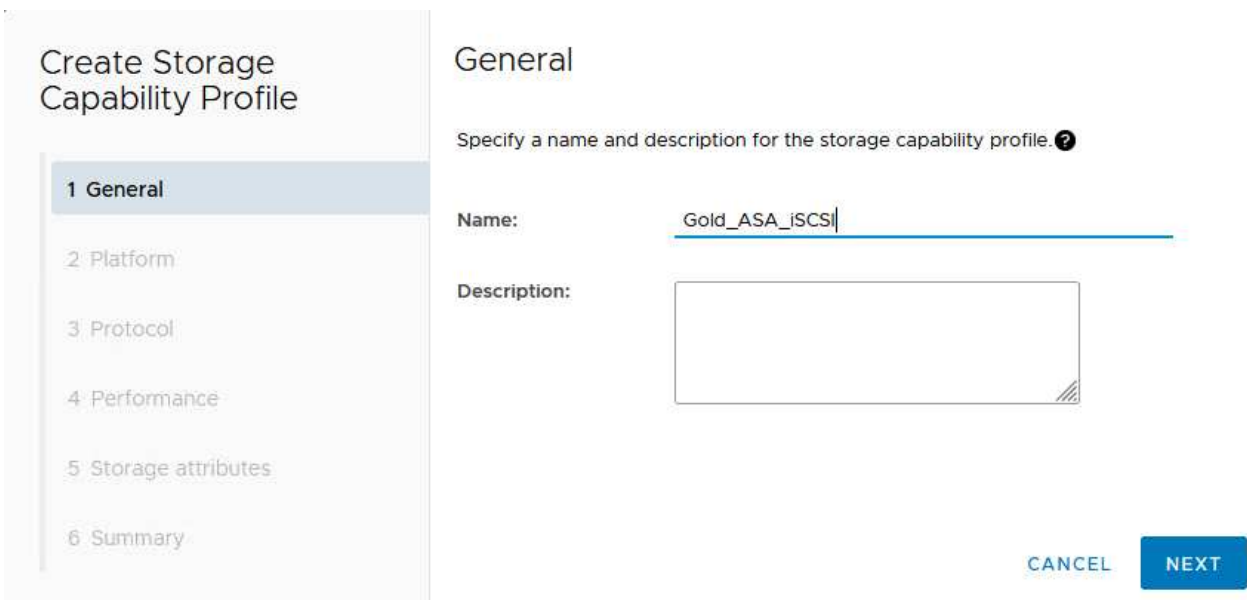 Create Storage
Capability Profile
1 General
2 Platform
3 Protocol
4 Performance
5 Storage attributes
6 Summary
General
Specify a name and description for the storage capability profile.?
Name:
Gold_ASA_iSCSI
Description:
CANCEL
NEXT